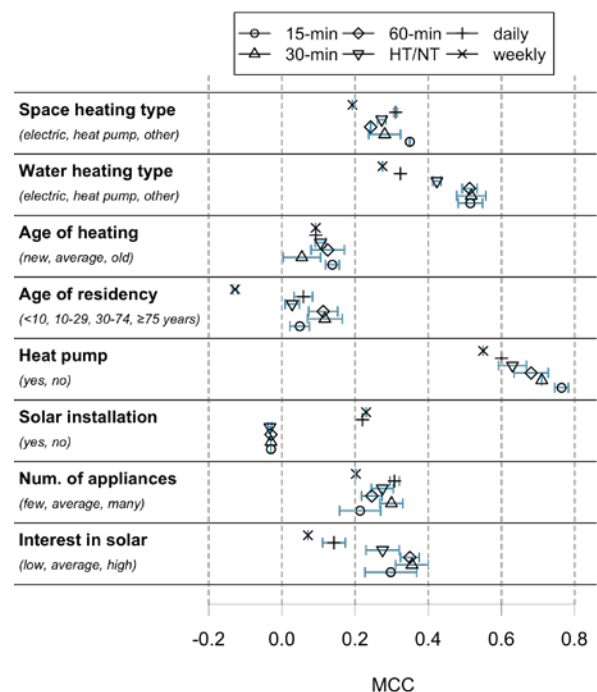 15-min 60-min daily
30-min HT/NT weekly
Space heating type
(electric, heat pump, other)
Water heating type
(electric, heat pump, other)
Age of heating
(new, average, old)
Age of residency
(<10, 10-29, 30-74, ≥75 years)
Heat pump
(yes, no)
Solar installation
(yes, no)
Num. of appliances
(few, average, many)
Interest in solar
(low, average, high)
-0.2 0.0 0.2 0.4 0.6 0.8
MCC